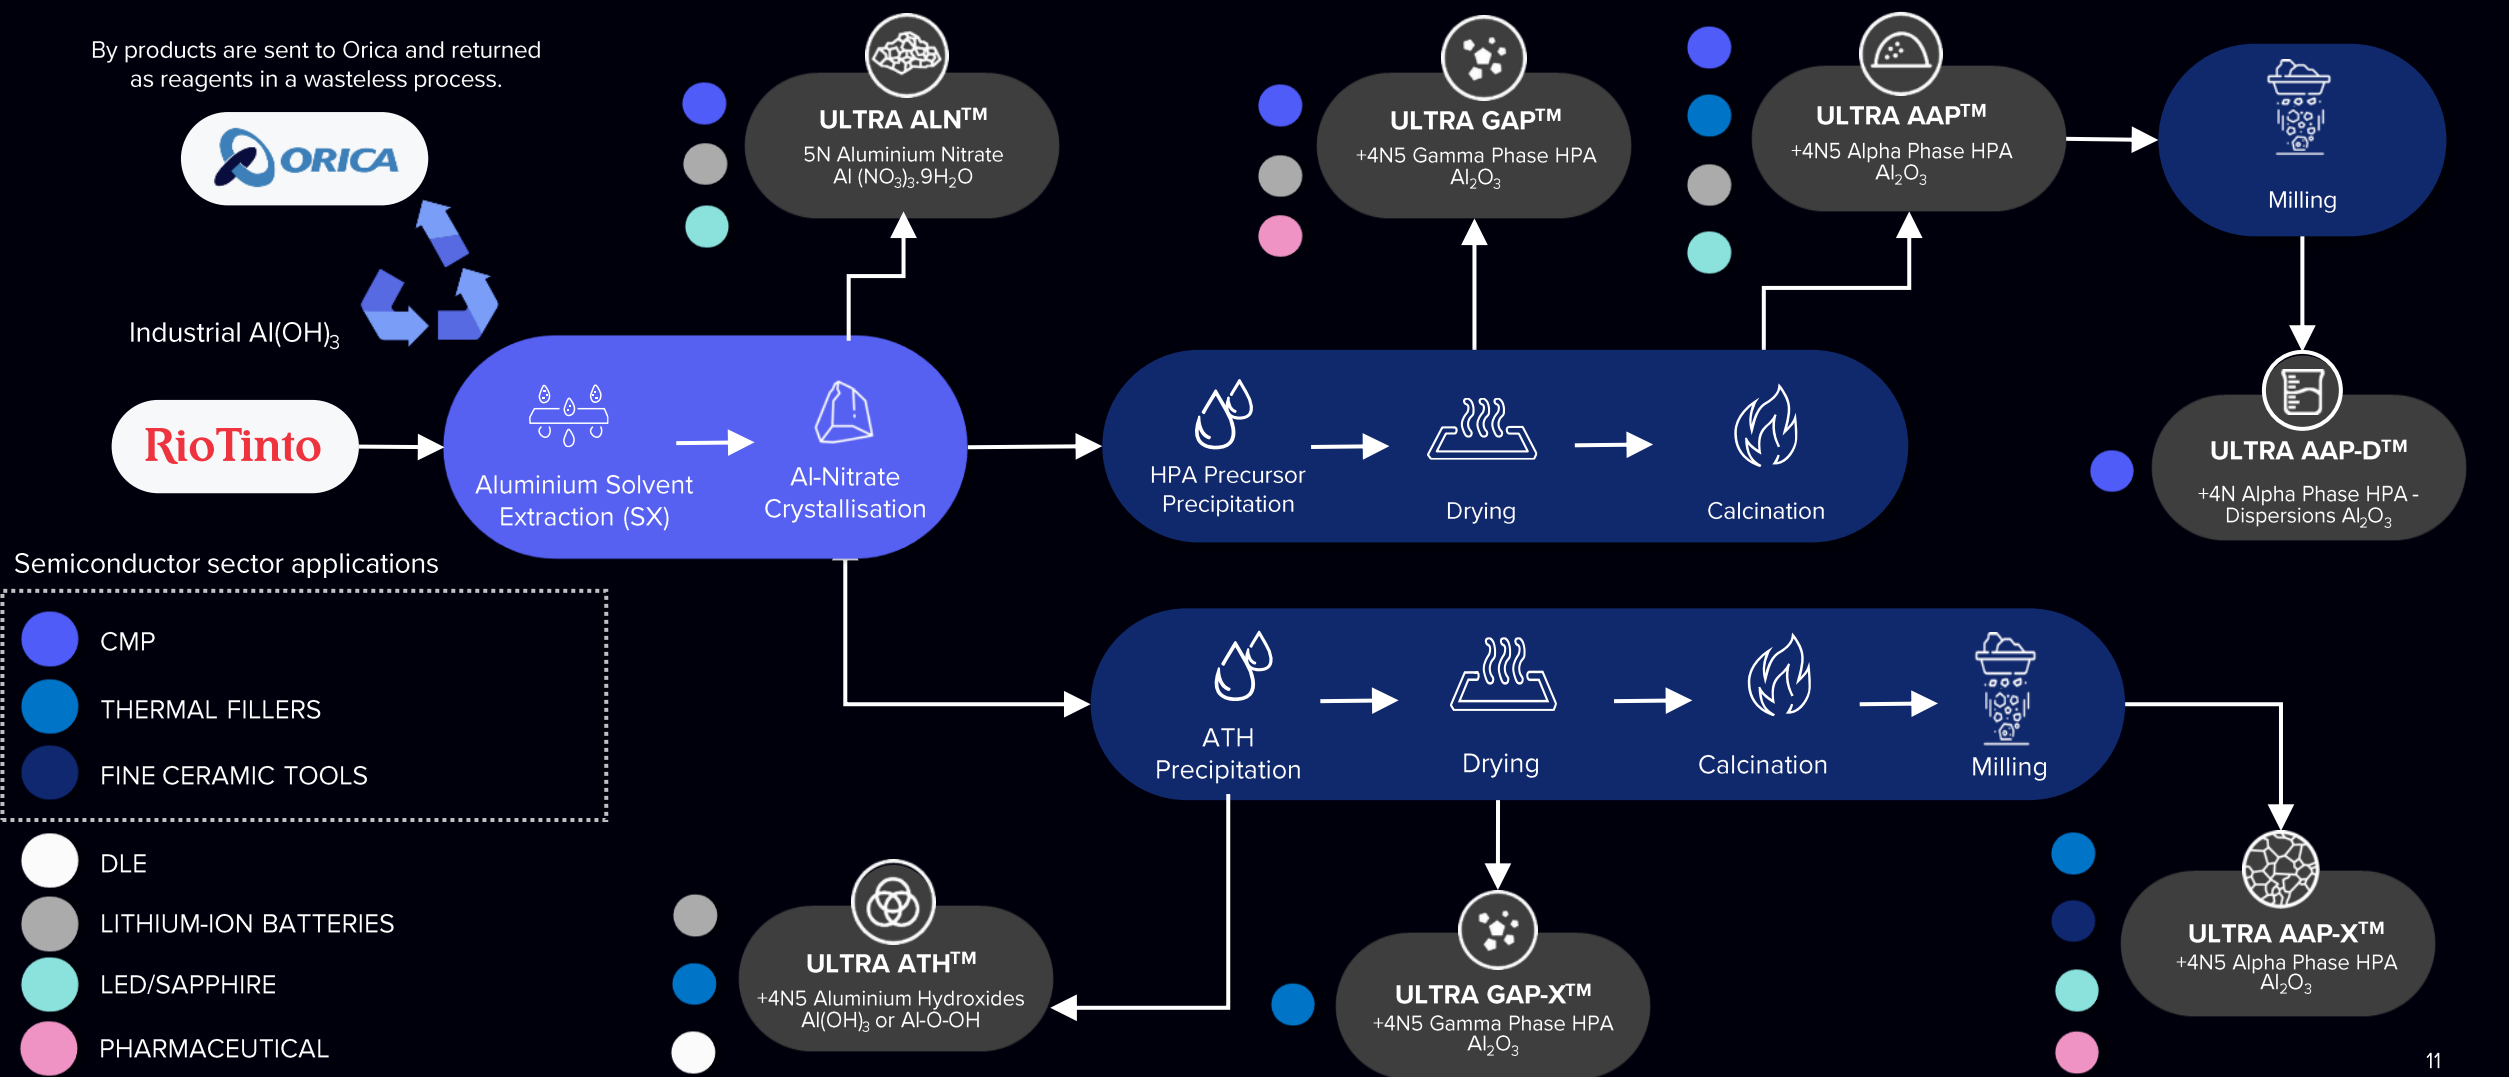 By products are sent to Orica and returned
as reagents in a wasteless process.
ORICA
Industrial Al(OH)₃
RioTinto
Aluminium Solvent
Extraction (SX)
Al-Nitrate
Crystallisation
ULTRA ALN™
5N Aluminium Nitrate
Al (NO₃)₃.9H₂O
ULTRA GAP™
+4N5 Gamma Phase HPA
Al₂O₃
ULTRA AAP™
+4N5 Alpha Phase HPA
Al₂O₃
Milling
HPA Precursor
Precipitation
Drying
Calcination
ULTRA AAP-D™
+4N Alpha Phase HPA -
Dispersions Al₂O₃
Semiconductor sector applications
CMP
THERMAL FILLERS
FINE CERAMIC TOOLS
DLE
LITHIUM-ION BATTERIES
LED/SAPPHIRE
PHARMACEUTICAL
ATH
Precipitation
Drying
Calcination
Milling
ULTRA ATH™
+4N5 Aluminium Hydroxides
Al(OH)₃ or Al-O-OH
ULTRA GAP-X™
+4N5 Gamma Phase HPA
Al₂O₃
ULTRA AAP-X™
+4N5 Alpha Phase HPA
Al₂O₃
11